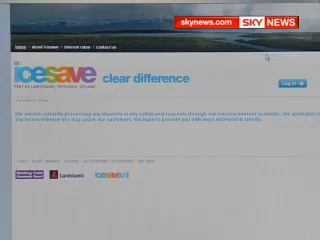 skynews.com sky NEWS
home • about icesave • interest rates • contact us
icesave clear difference
PART OF LANDSBANKI, REYKJAVIK, ICELAND
Log in
We are not currently processing any deposits or any withdrawal requests through our Icesave internet accounts. We apologise for
any inconvenience this may cause our customers. We hope to provide you with more information shortly.
Landsbanki
icesave.nl